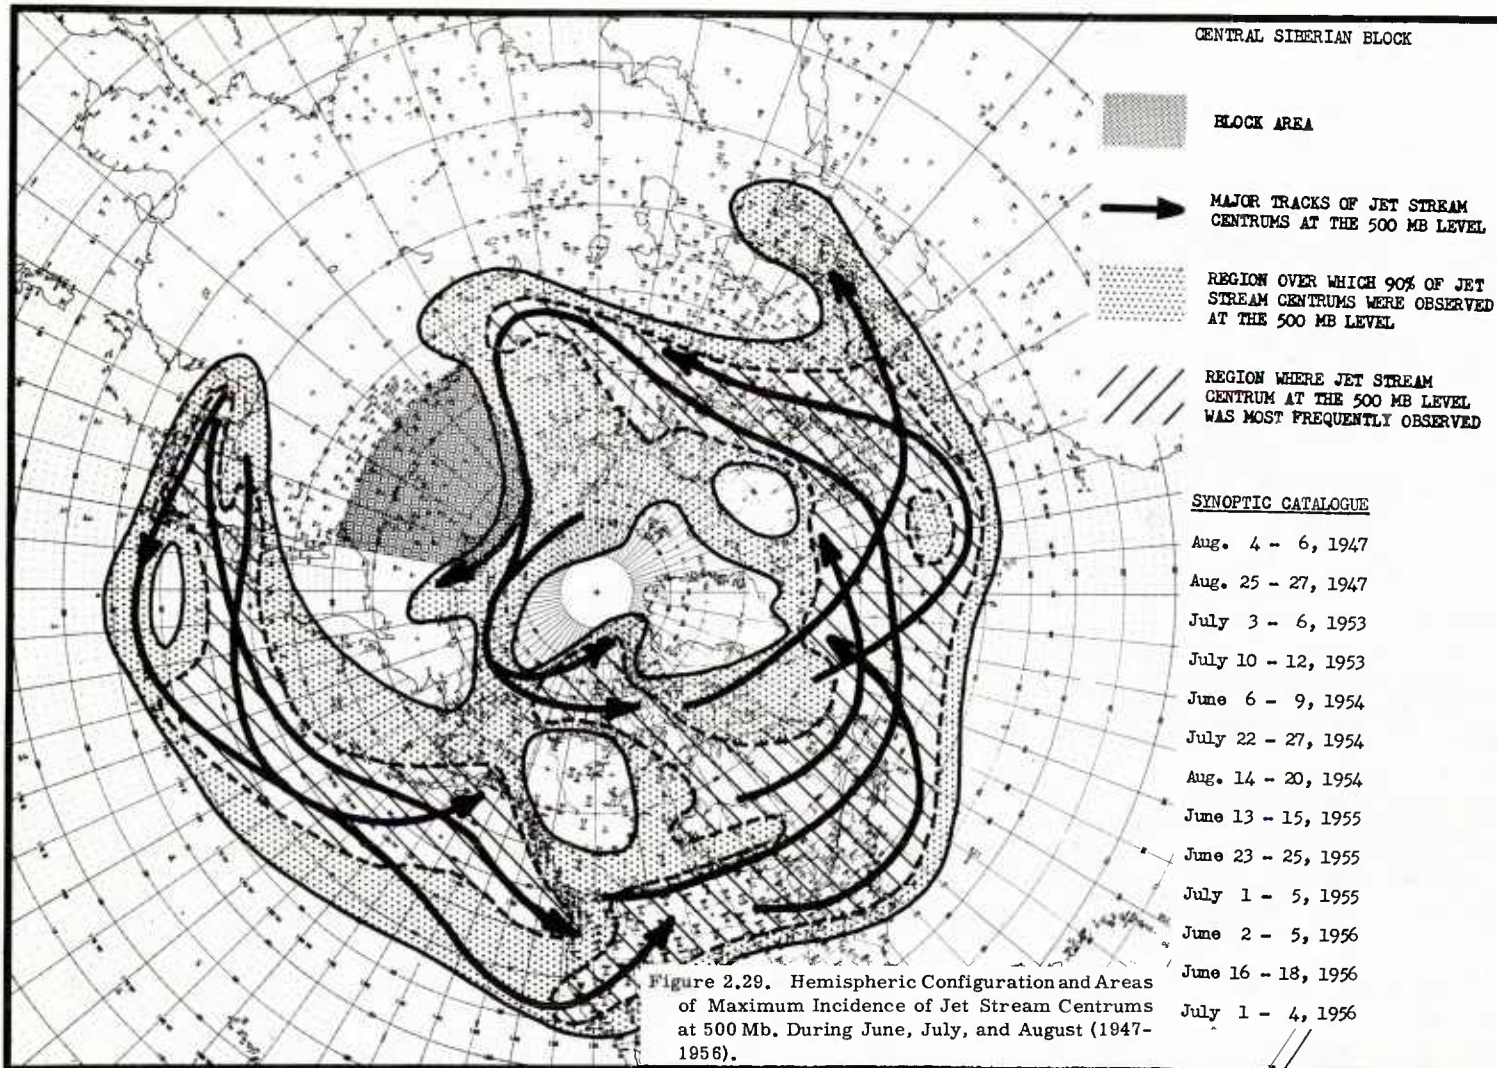 CENTRAL SIBERIAN BLOCK
BLOCK AREA
MAJOR TRACKS OF JET STREAM
CENTRUMS AT THE 500 MB LEVEL
REGION OVER WHICH 90% OF JET
STREAM CENTRUMS WERE OBSERVED
AT THE 500 MB LEVEL
REGION WHERE JET STREAM
CENTRUM AT THE 500 MB LEVEL
WAS MOST FREQUENTLY OBSERVED
SYNOPTIC CATALOGUE
Aug. 4 - 6, 1947
Aug. 25 - 27, 1947
July 3 - 6, 1953
July 10 - 12, 1953
June 6 - 9, 1954
July 22 - 27, 1954
Aug. 14 - 20, 1954
June 13 - 15, 1955
June 23 - 25, 1955
July 1 - 5, 1955
June 2 - 5, 1956
June 16 - 18, 1956
July 1 - 4, 1956
Figure 2.29. Hemispheric Configuration and Areas
of Maximum Incidence of Jet Stream Centrums
at 500 Mb. During June, July, and August (1947-
1956).